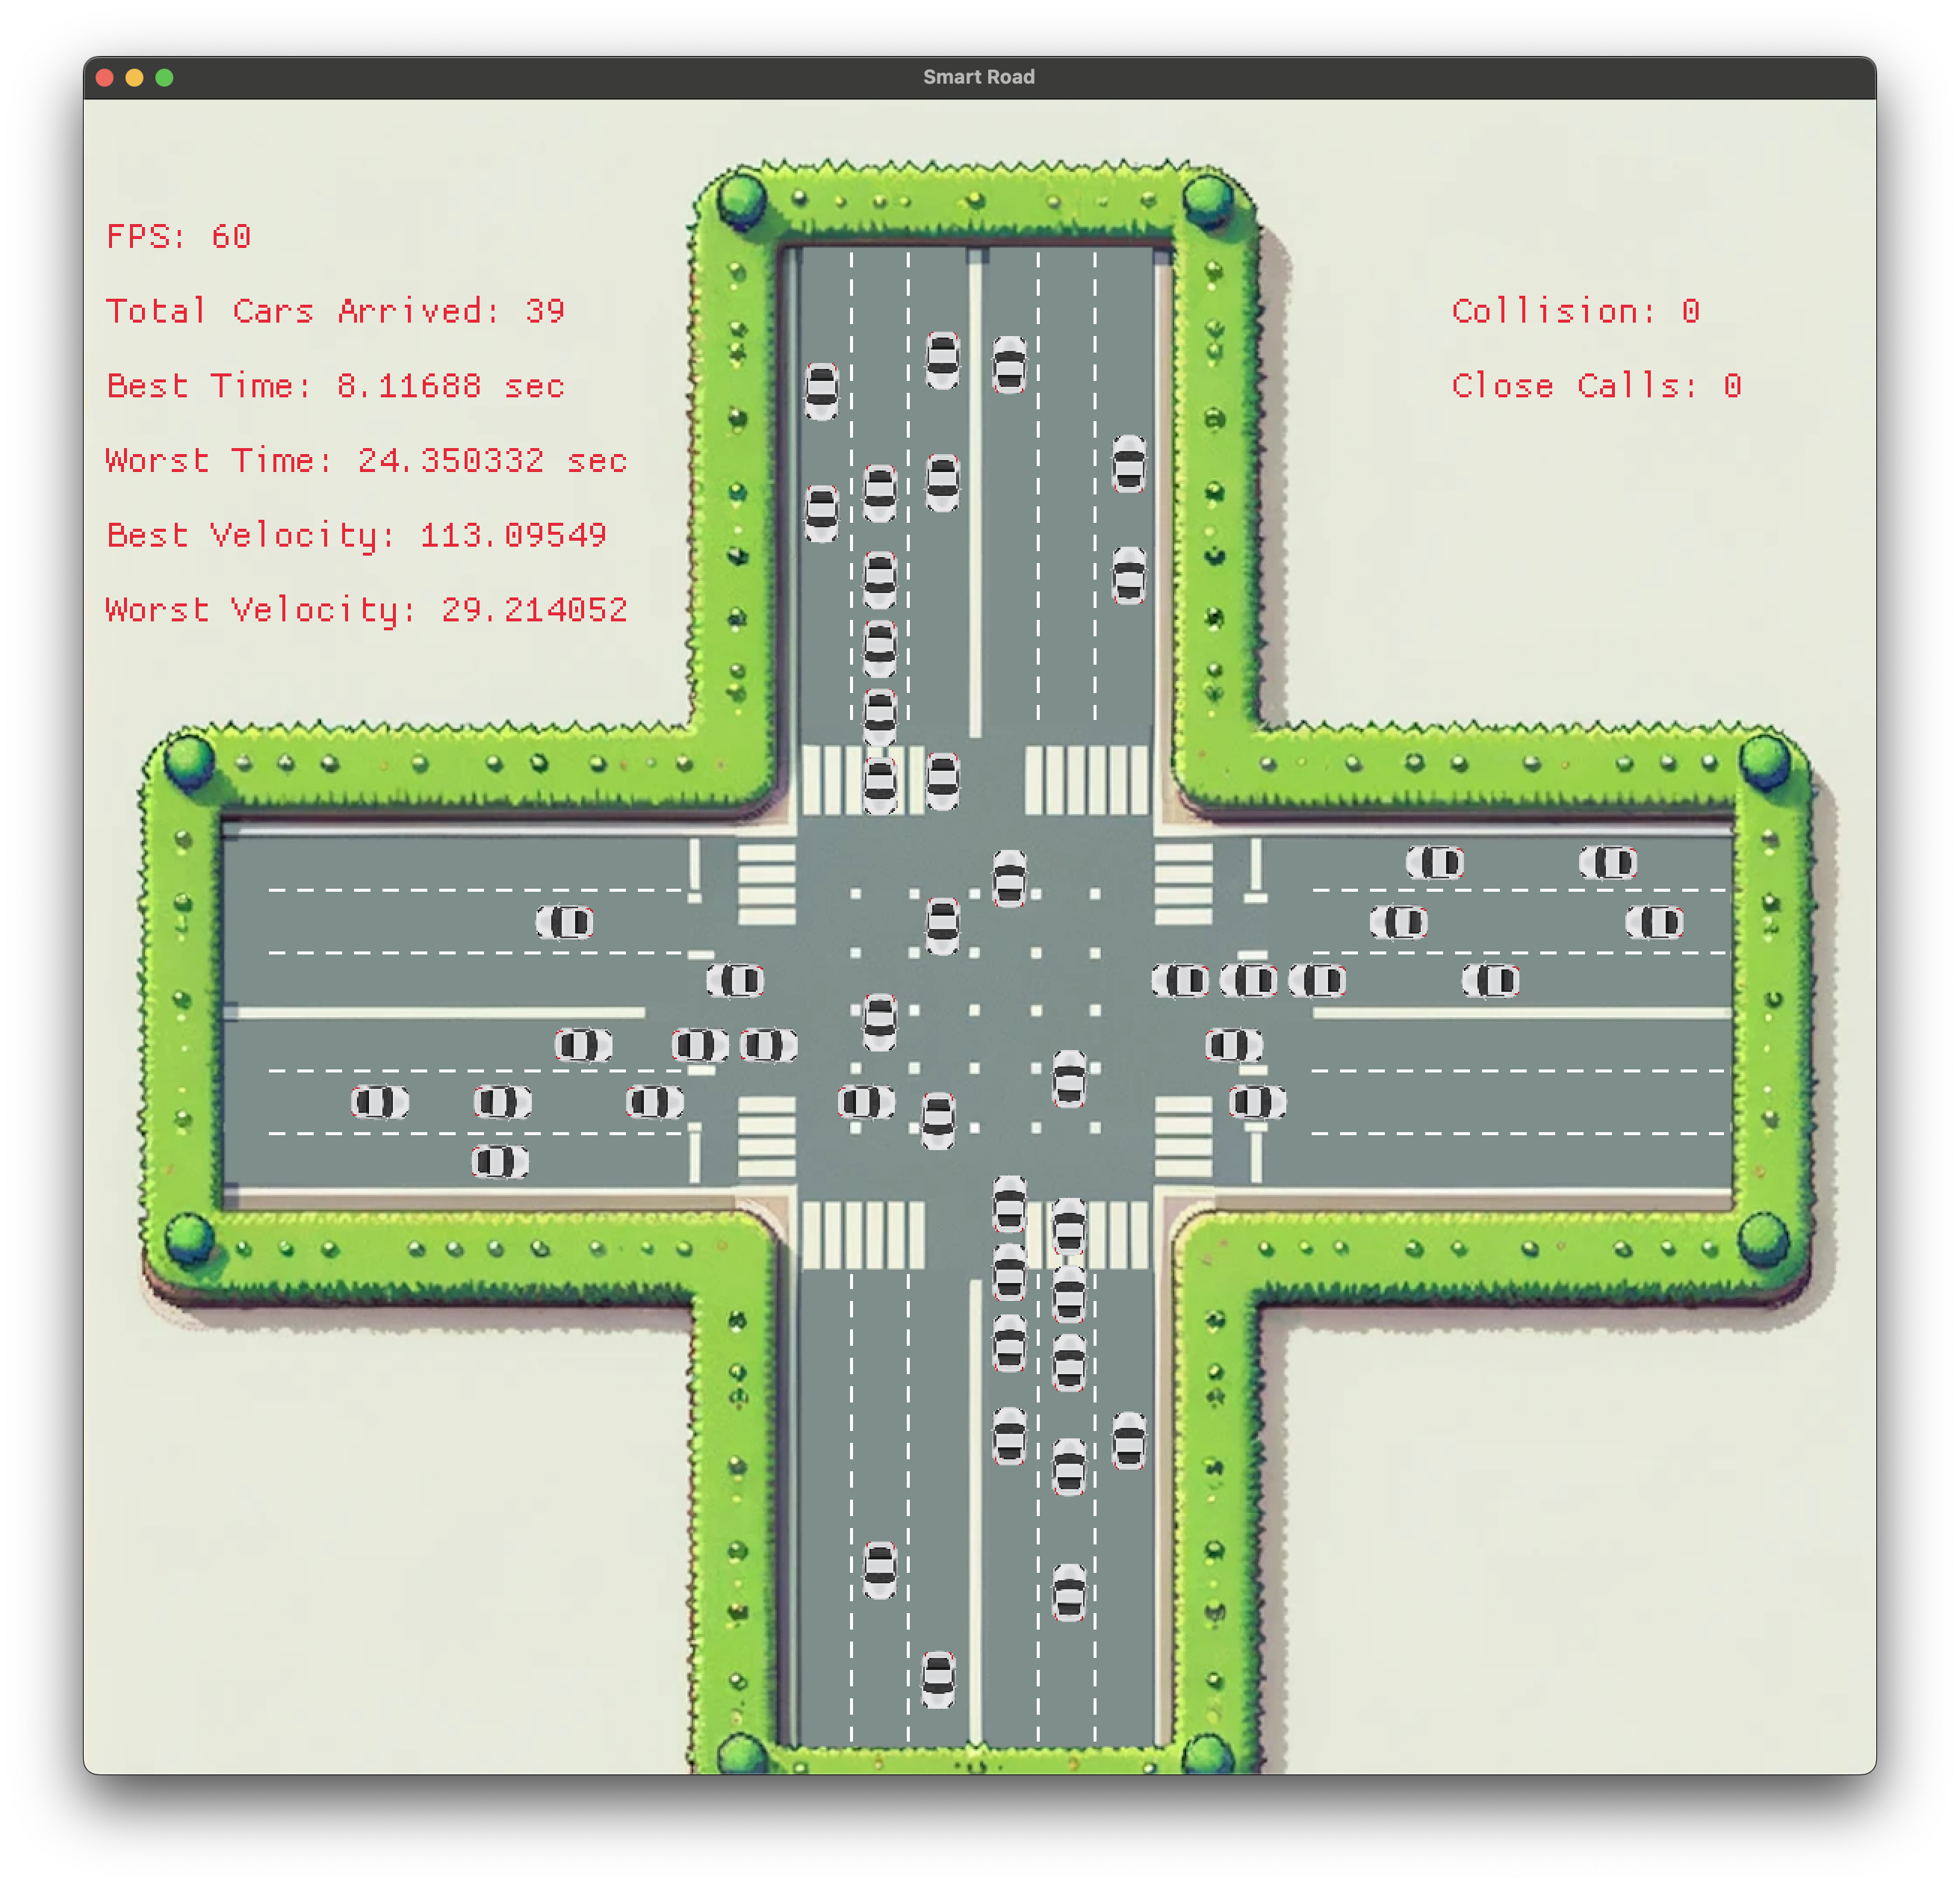 Smart Road
FPS: 60
Total Cars Arrived: 39
Best Time: 8.11688 sec
Worst Time: 24.350332 sec
Best Velocity: 113.09549
Worst Velocity: 29.214052
Collision: 0
Close Calls: 0